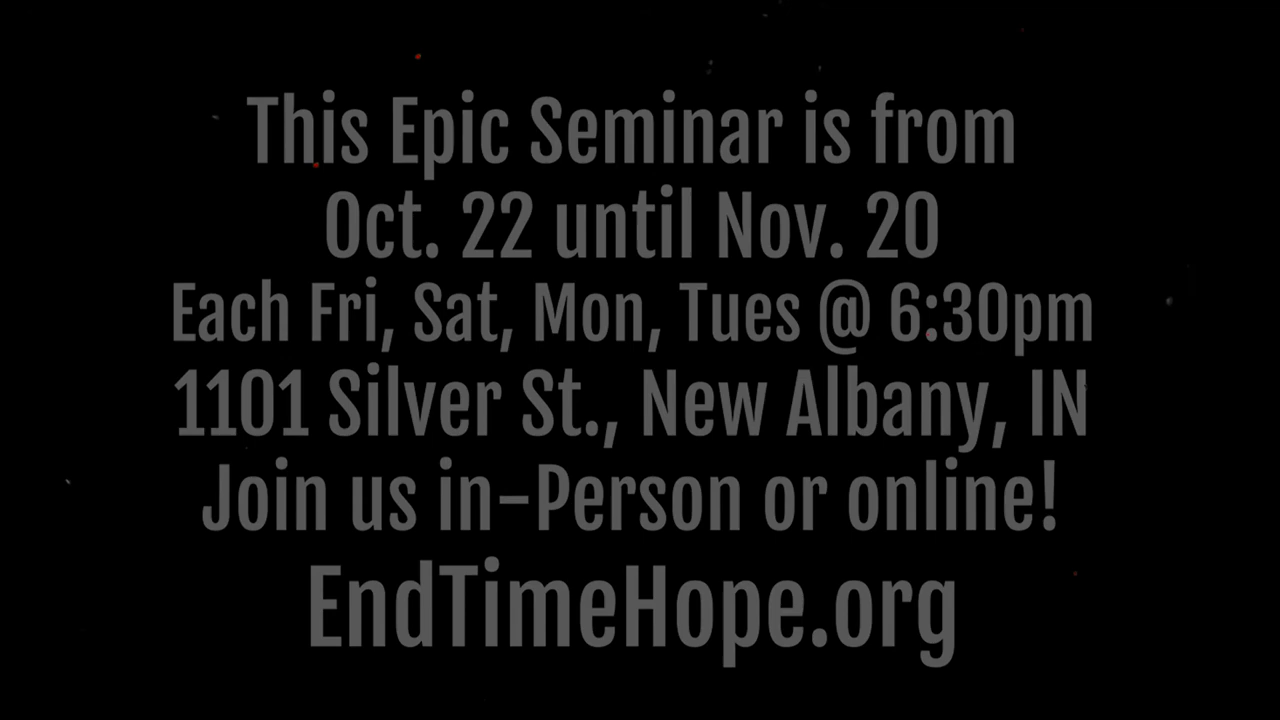 This Epic Seminar is from
Oct. 22 until Nov. 20
Each Fri, Sat, Mon, Tues @ 6:30pm
1101 Silver St., New Albany, IN
Join us in-Person or online!
EndTimeHope.org